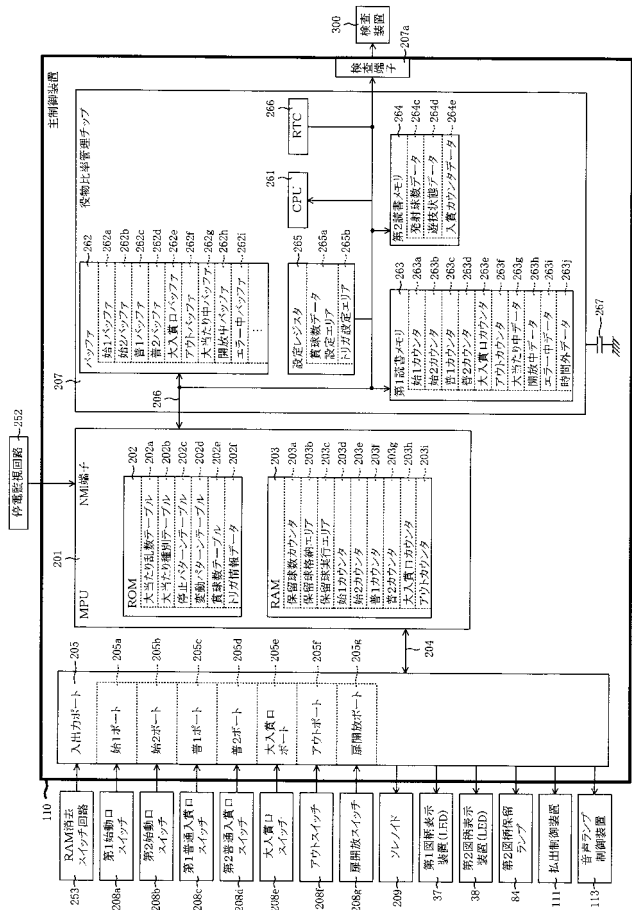 110
主制御装置
253
RAM消去
スイッチ回路
208a
第1始動口
スイッチ
208b
第2始動口
スイッチ
208c
第1普通入賞口
スイッチ
208d
第2普通入賞口
スイッチ
208e
大入賞口
スイッチ
208f
アウトスイッチ
208g
扉開放スイッチ
209
ソレノイド
37
第1図柄表示
装置(LED)
38
第2図柄表示
装置(LED)
84
第2図柄保留
ランプ
111
払出制御装置
113
音声ランプ
制御装置
入出力ポート
205
始1ポート
205a
始2ポート
205b
普1ポート
205c
普2ポート
205d
大入賞口
ポート
205e
アウトポート
205f
扉開放ポート
205g
204
停電監視回路
252
MPU
201
NMI端子
ROM
202
大当たり乱数テーブル
202a
大当たり種別テーブル
202b
停止パターンテーブル
202c
変動パターンテーブル
202d
賞球数テーブル
202e
トリガ情報データ
202f
RAM
203
保留球数カウンタ
203a
保留球格納エリア
203b
保留球実行エリア
203c
始1カウンタ
203d
始2カウンタ
203e
普1カウンタ
203f
普2カウンタ
203g
大入賞口カウンタ
203h
アウトカウンタ
203i
206
207
役物比率管理チップ
バッファ
262
始1バッファ
262a
始2バッファ
262b
普1バッファ
262c
普2バッファ
262d
大入賞口バッファ
262e
アウトバッファ
262f
大当たり中バッファ
262g
開放中バッファ
262h
エラー中バッファ
262i
設定レジスタ
265
賞球数データ
設定エリア
265a
トリガ設定エリア
265b
CPU
261
RTC
266
第1読書メモリ
263
始1カウンタ
263a
始2カウンタ
263b
普1カウンタ
263c
普2カウンタ
263d
大入賞口カウンタ
263e
アウトカウンタ
263f
大当たり中データ
263g
開放中データ
263h
エラー中データ
263i
時間外データ
263j
第2読書メモリ
264
発射球数データ
264c
遊技状態データ
264d
入賞カウンタデータ
264e
267
検査端子
207a
検査
装置
300